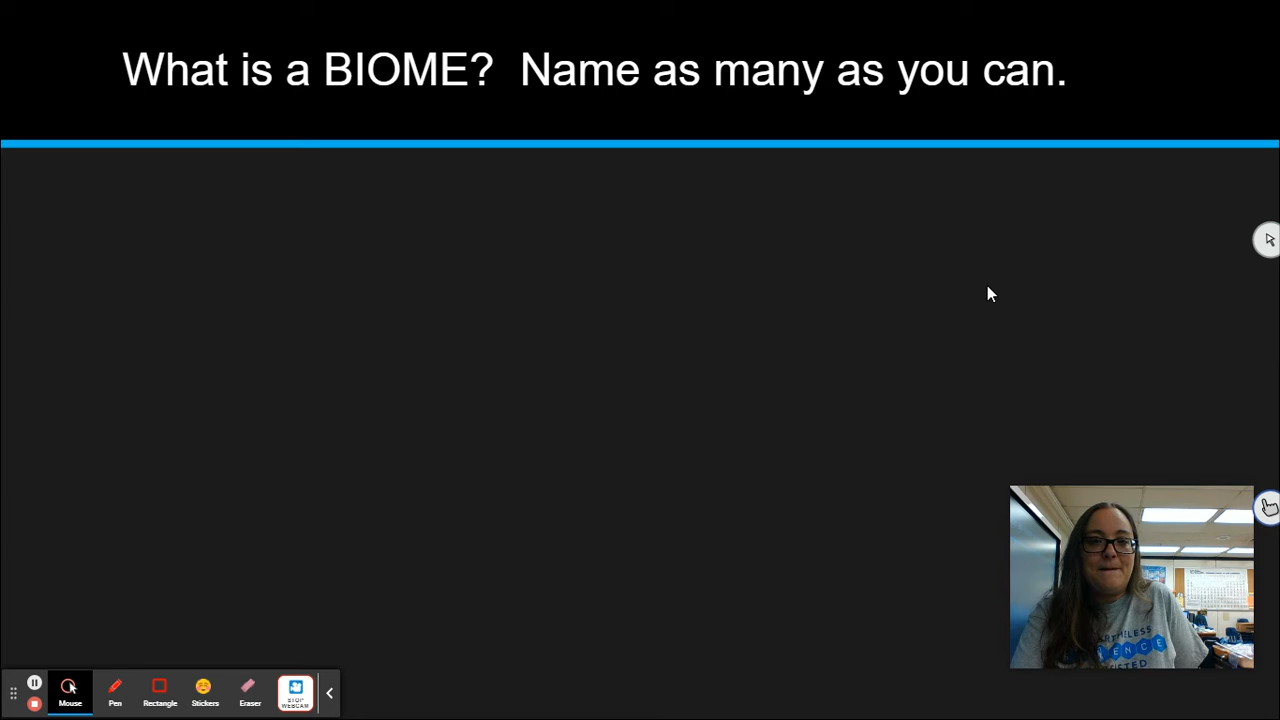 What is a BIOME?  Name as many as you can.
Mouse
Pen
Rectangle
Stickers
Eraser
STOP
WEBCAM